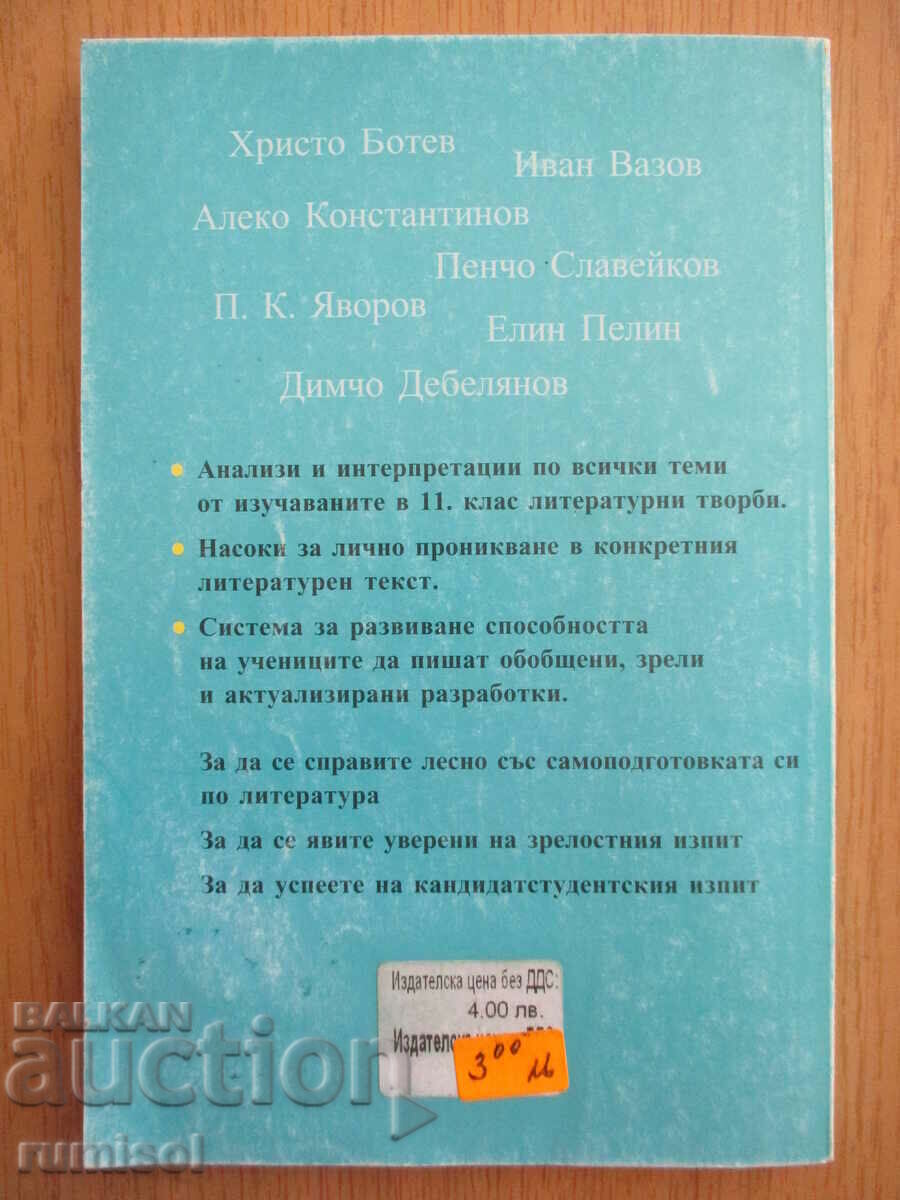 Христо Ботев
Иван Вазов
Алеко Константинов
Пенчо Славейков
П. К. Яворов
Елин Пелин
Димчо Дебелянов
Анализи и интерпретации по всички теми
от изучаваните в 11. клас литературни творби.
Насоки за лично проникване в конкретния
литературен текст.
Система за развиване способността
на учениците да пишат обобщени, зрели
и актуализирани разработки.
За да се справите лесно със самоподготовката си
по литература
За да се явите уверени на зрелостния изпит
За да успеете на кандидатстудентския изпит
Издателска цена без ДДС:
4.00 лв.
3⁰⁰
BALKAN
auction
rumisol